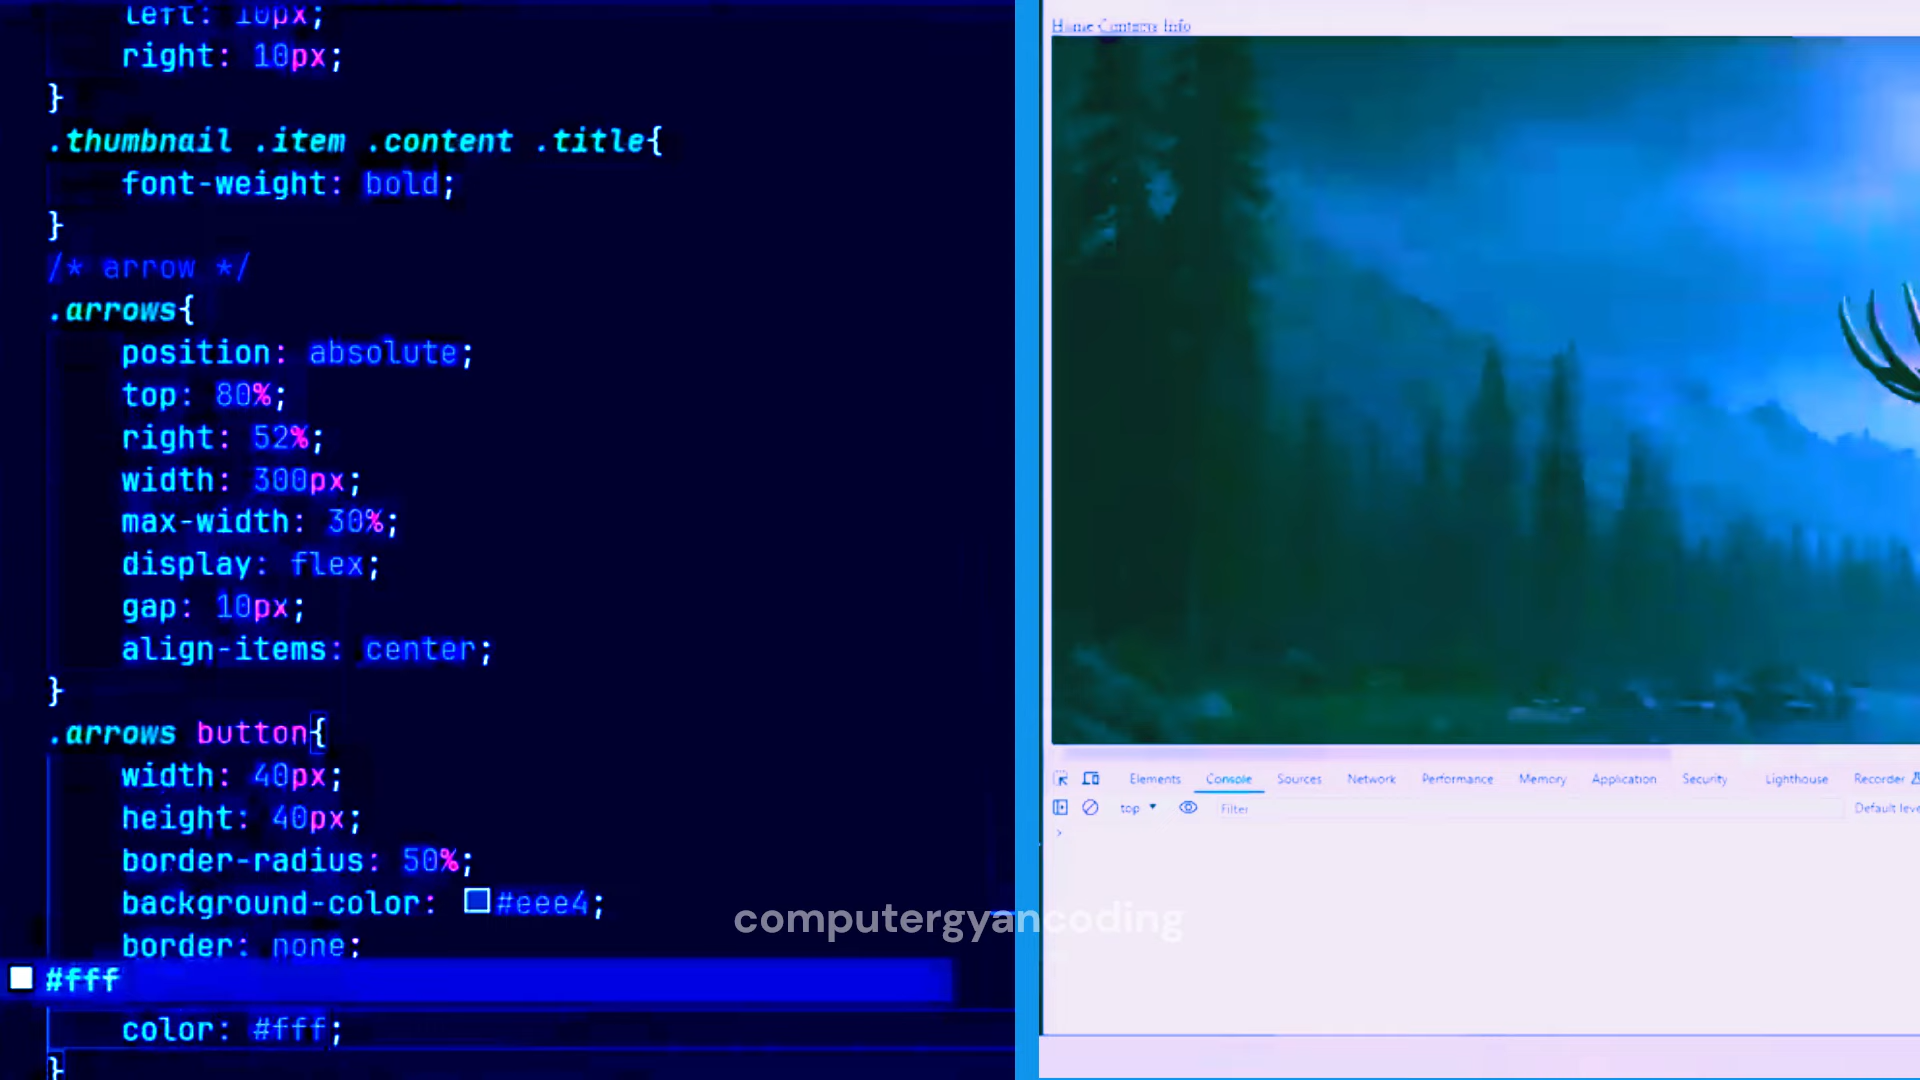 left: 10px;
right: 10px;
}
.thumbnail .item .content .title{
font-weight: bold;
}
/* arrow */
.arrows{
position: absolute;
top: 80%;
right: 52%;
width: 300px;
max-width: 30%;
display: flex;
gap: 10px;
align-items: center;
}
.arrows button{
width: 40px;
height: 40px;
border-radius: 50%;
background-color: #eee4;
border: none;
#fff
color: #fff;
}
Home Contacts Info
Elements Console Sources Network Performance Memory Application Security Lighthouse Recorder
top Filter Default leve
computergyancoding